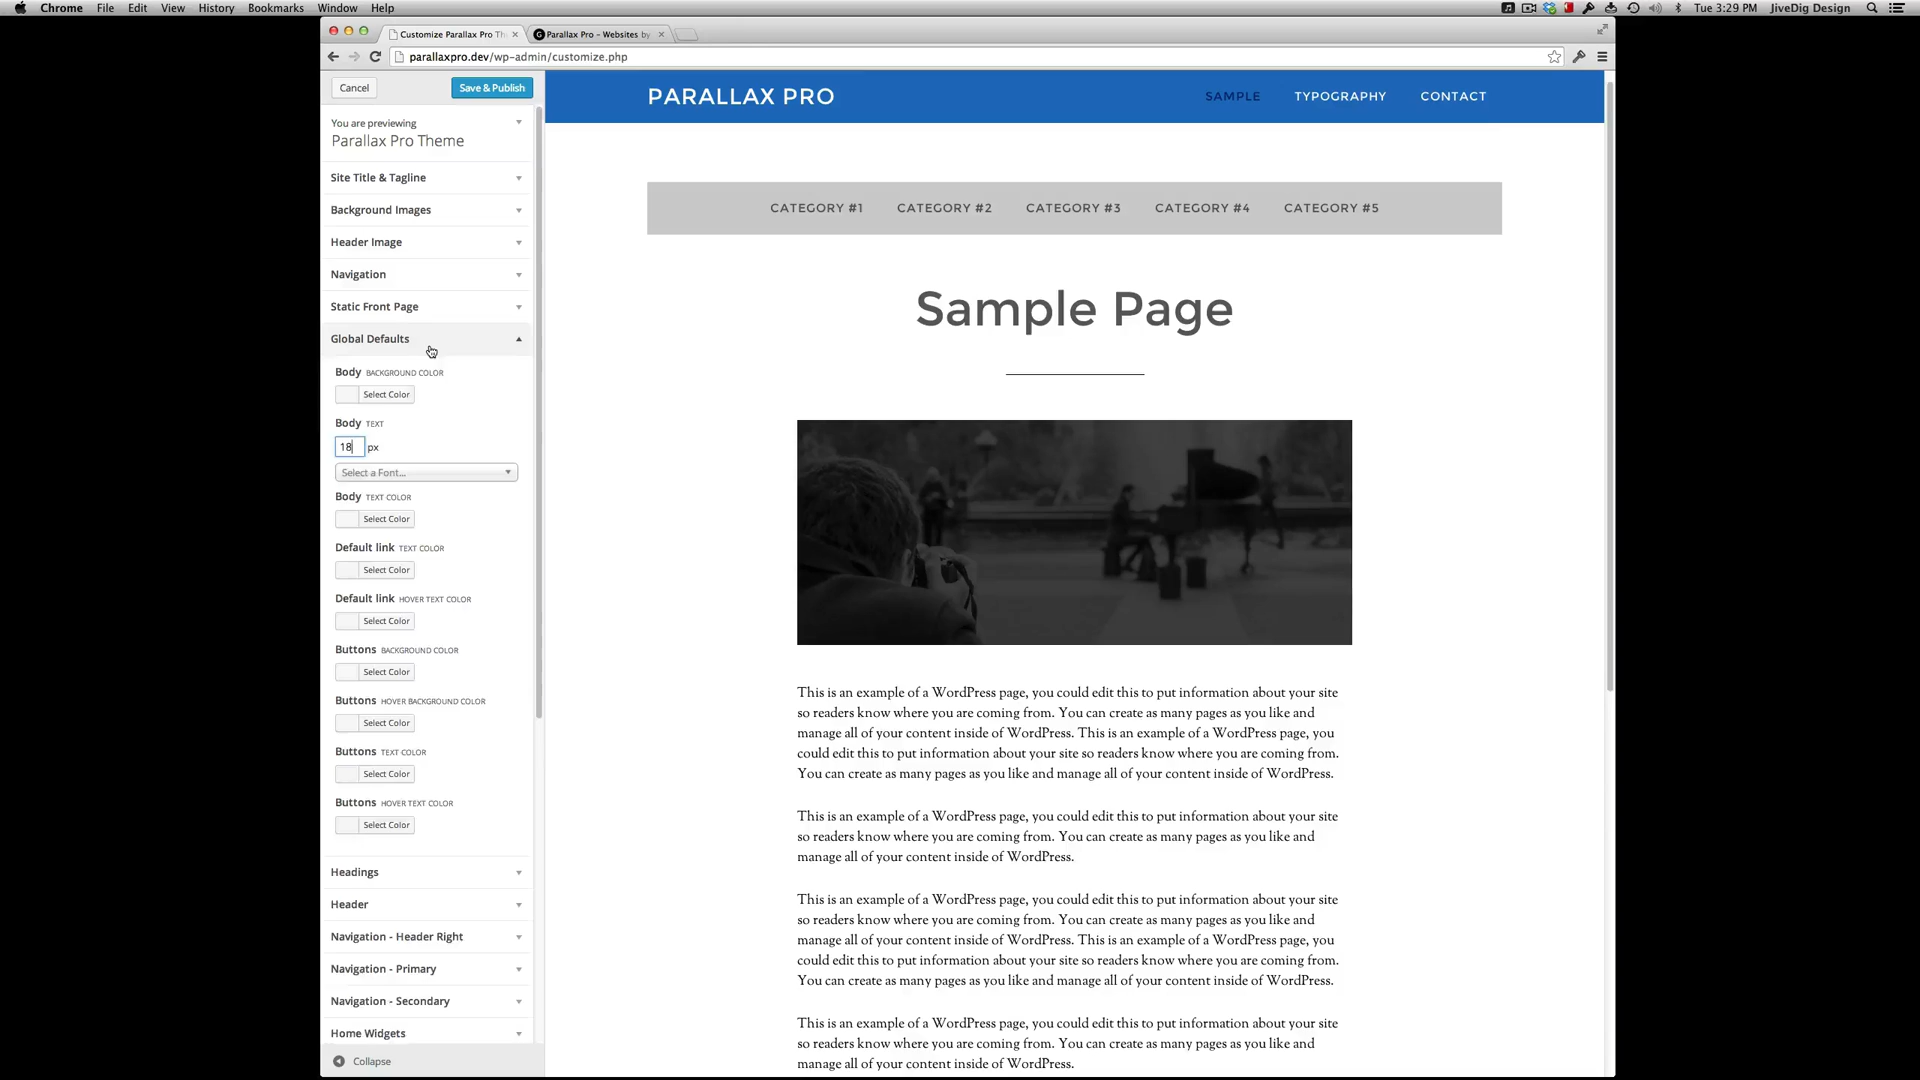 Chrome File Edit View History Bookmarks Window Help
Tue 3:29 PM JiveDig Design
Customize Parallax Pro Th
Parallax Pro - Websites by
parallaxpro.dev/wp-admin/customize.php
Cancel
Save & Publish
You are previewing
Parallax Pro Theme
Site Title & Tagline
Background Images
Header Image
Navigation
Static Front Page
Global Defaults
Body BACKGROUND COLOR
Select Color
Body TEXT
18 px
Select a Font...
Body TEXT COLOR
Select Color
Default link TEXT COLOR
Select Color
Default link HOVER TEXT COLOR
Select Color
Buttons BACKGROUND COLOR
Select Color
Buttons HOVER BACKGROUND COLOR
Select Color
Buttons TEXT COLOR
Select Color
Buttons HOVER TEXT COLOR
Select Color
Headings
Header
Navigation - Header Right
Navigation - Primary
Navigation - Secondary
Home Widgets
Collapse
PARALLAX PRO
SAMPLE TYPOGRAPHY CONTACT
CATEGORY #1 CATEGORY #2 CATEGORY #3 CATEGORY #4 CATEGORY #5
Sample Page
This is an example of a WordPress page, you could edit this to put information about your site
so readers know where you are coming from. You can create as many pages as you like and
manage all of your content inside of WordPress. This is an example of a WordPress page, you
could edit this to put information about your site so readers know where you are coming from.
You can create as many pages as you like and manage all of your content inside of WordPress.
This is an example of a WordPress page, you could edit this to put information about your site
so readers know where you are coming from. You can create as many pages as you like and
manage all of your content inside of WordPress.
This is an example of a WordPress page, you could edit this to put information about your site
so readers know where you are coming from. You can create as many pages as you like and
manage all of your content inside of WordPress. This is an example of a WordPress page, you
could edit this to put information about your site so readers know where you are coming from.
You can create as many pages as you like and manage all of your content inside of WordPress.
This is an example of a WordPress page, you could edit this to put information about your site
so readers know where you are coming from. You can create as many pages as you like and
manage all of your content inside of WordPress.